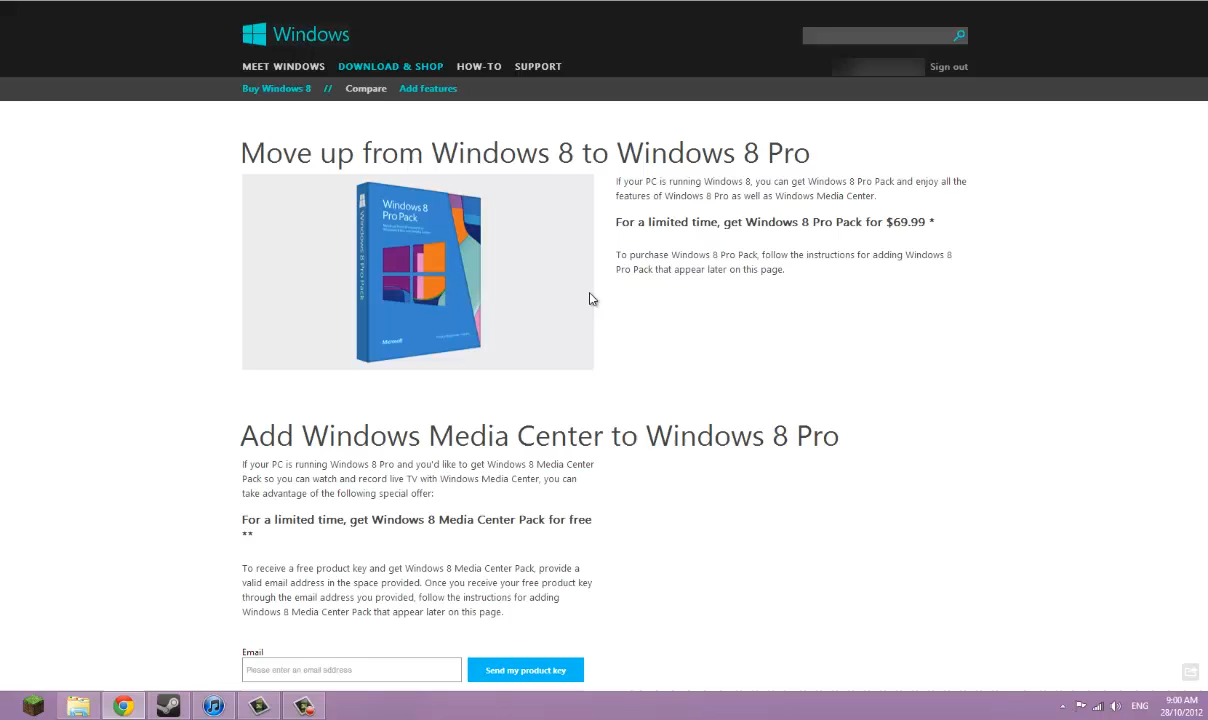 Windows
MEET WINDOWS DOWNLOAD & SHOP HOW-TO SUPPORT
Sign out
Buy Windows 8 // Compare Add features
Move up from Windows 8 to Windows 8 Pro
Windows 8
Pro Pack
Windows 8 Pro Pack
Microsoft
If your PC is running Windows 8, you can get Windows 8 Pro Pack and enjoy all the
features of Windows 8 Pro as well as Windows Media Center.
For a limited time, get Windows 8 Pro Pack for $69.99 *
To purchase Windows 8 Pro Pack, follow the instructions for adding Windows 8
Pro Pack that appear later on this page.
Add Windows Media Center to Windows 8 Pro
If your PC is running Windows 8 Pro and you'd like to get Windows 8 Media Center
Pack so you can watch and record live TV with Windows Media Center, you can
take advantage of the following special offer:
For a limited time, get Windows 8 Media Center Pack for free
**
To receive a free product key and get Windows 8 Media Center Pack, provide a
valid email address in the space provided. Once you receive your free product key
through the email address you provided, follow the instructions for adding
Windows 8 Media Center Pack that appear later on this page.
Email
Please enter an email address
Send my product key
ENG
9:00 AM
28/10/2012